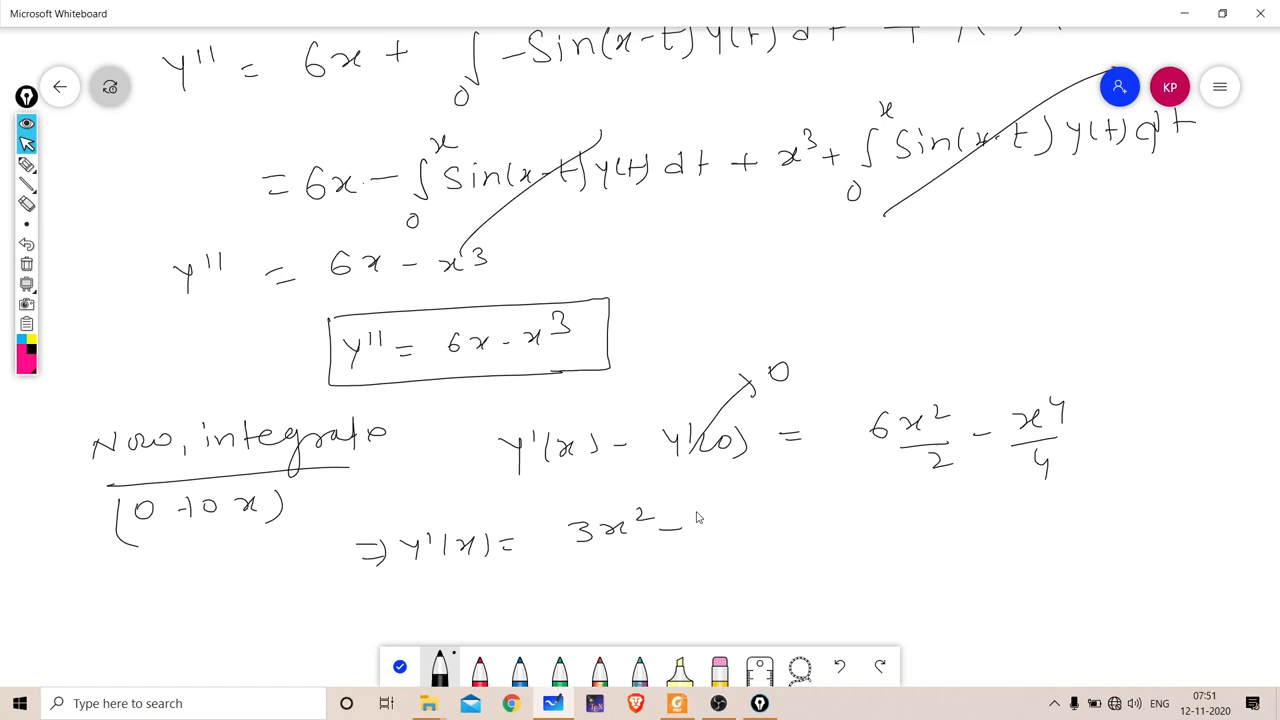 Microsoft Whiteboard
y'' = 6x + ∫ 0 -Sin(x-t) y(t) dt +
KP
= 6x - ∫ 0 x Sin(x-t) y(t) dt + x³ + ∫ 0 x Sin(x-t) y(t) dt
y'' = 6x - x³
y'' = 6x - x³
0
Now, integrate y'(x) - y'(0) = 6x²/2 - x⁴/4
(0 to x)
⇒ y'(x) = 3x² -
Type here to search
07:51
ENG
12-11-2020